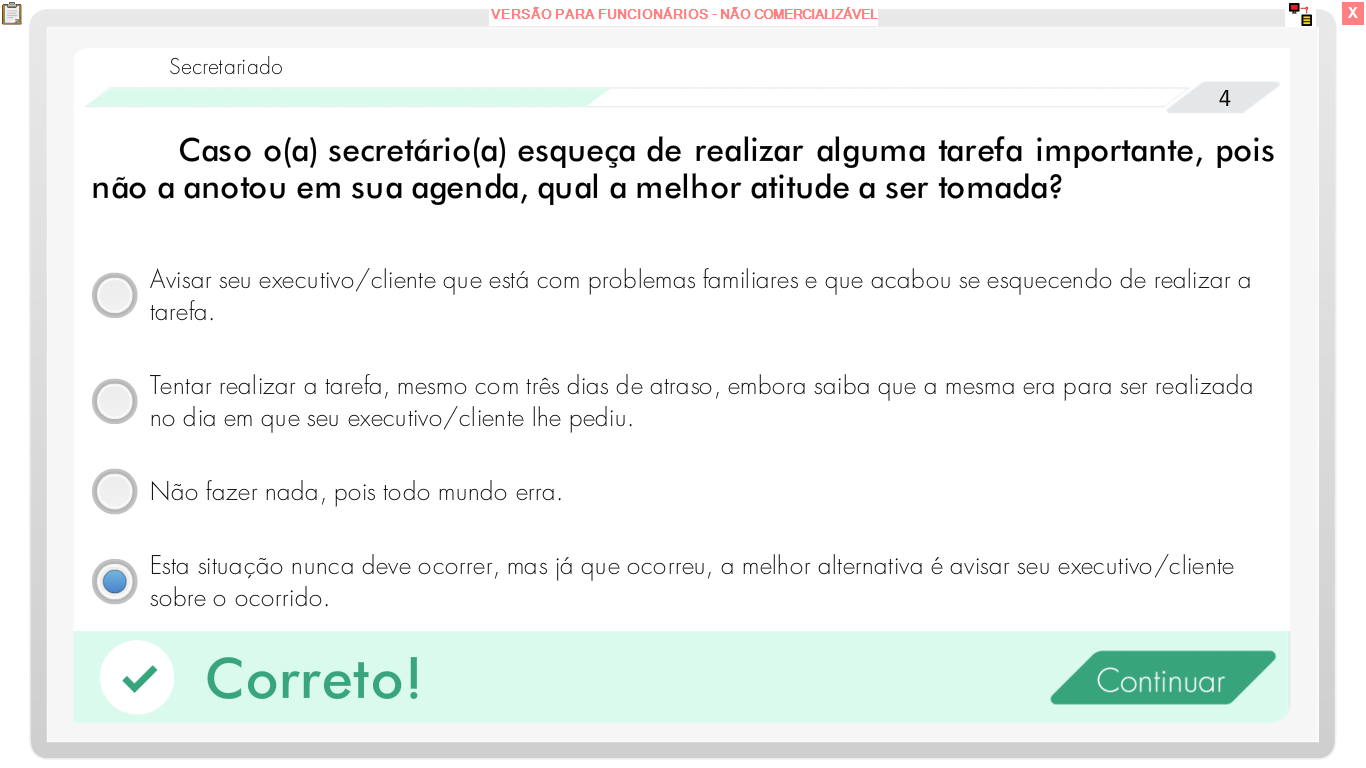 VERSÃO PARA FUNCIONÁRIOS - NÃO COMERCIALIZÁVEL
X
Secretariado
4
Caso o(a) secretário(a) esqueça de realizar alguma tarefa importante, pois
não a anotou em sua agenda, qual a melhor atitude a ser tomada?
Avisar seu executivo/cliente que está com problemas familiares e que acabou se esquecendo de realizar a
tarefa.
Tentar realizar a tarefa, mesmo com três dias de atraso, embora saiba que a mesma era para ser realizada
no dia em que seu executivo/cliente lhe pediu.
Não fazer nada, pois todo mundo erra.
Esta situação nunca deve ocorrer, mas já que ocorreu, a melhor alternativa é avisar seu executivo/cliente
sobre o ocorrido.
Correto!
Continuar